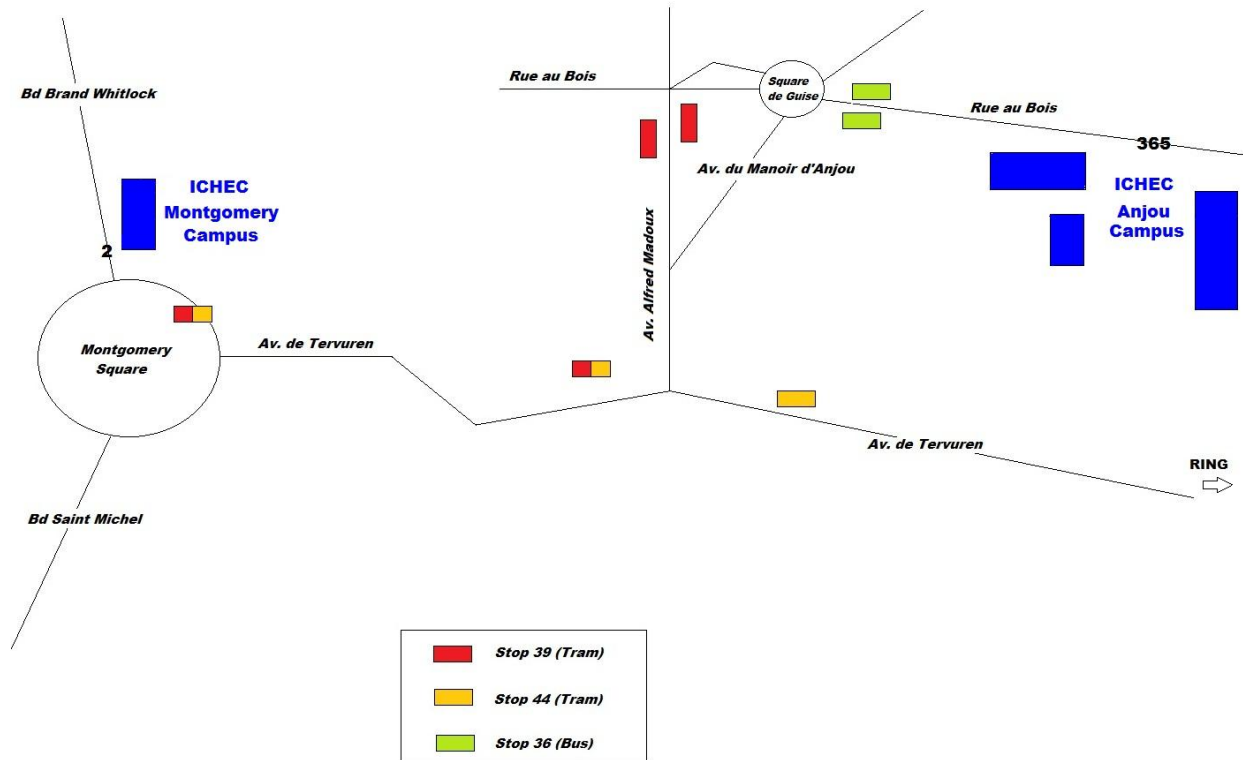 Bd Brand Whitlock
ICHEC
Montgomery
Campus
2
Montgomery
Square
Av. de Tervuren
Bd Saint Michel
Rue au Bois
Square
de Guise
Rue au Bois
Av. du Manoir d'Anjou
Av. Alfred Madoux
365
ICHEC
Anjou
Campus
Av. de Tervuren
RING
Stop 39 (Tram)
Stop 44 (Tram)
Stop 36 (Bus)